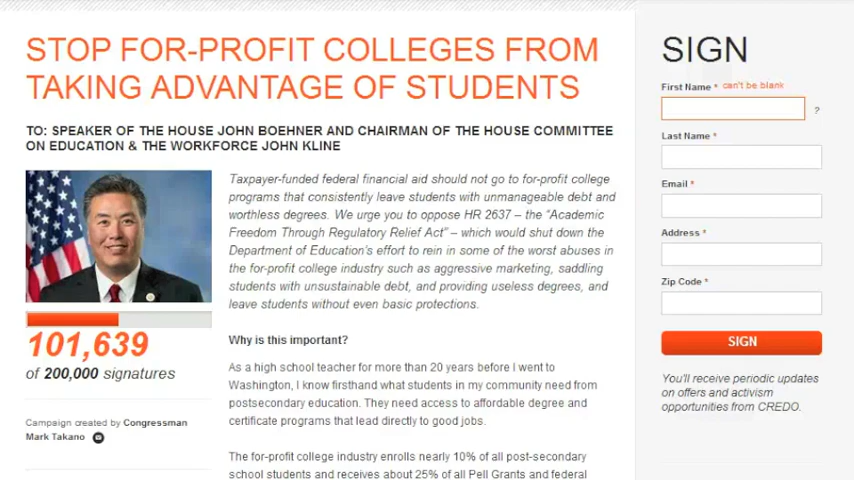 STOP FOR-PROFIT COLLEGES FROM
TAKING ADVANTAGE OF STUDENTS
TO: SPEAKER OF THE HOUSE JOHN BOEHNER AND CHAIRMAN OF THE HOUSE COMMITTEE
ON EDUCATION & THE WORKFORCE JOHN KLINE
101,639
of 200,000 signatures
Campaign created by Congressman
Mark Takano
Taxpayer-funded federal financial aid should not go to for-profit college
programs that consistently leave students with unmanageable debt and
worthless degrees. We urge you to oppose HR 2637 – the "Academic
Freedom Through Regulatory Relief Act" – which would shut down the
Department of Education's effort to rein in some of the worst abuses in
the for-profit college industry such as aggressive marketing, saddling
students with unsustainable debt, and providing useless degrees, and
leave students without even basic protections.
Why is this important?
As a high school teacher for more than 20 years before I went to
Washington, I know firsthand what students in my community need from
postsecondary education. They need access to affordable degree and
certificate programs that lead directly to good jobs.
The for-profit college industry enrolls nearly 10% of all post-secondary
school students and receives about 25% of all Pell Grants and federal
SIGN
First Name * can't be blank
?
Last Name *
Email *
Address *
Zip Code *
SIGN
You'll receive periodic updates
on offers and activism
opportunities from CREDO.